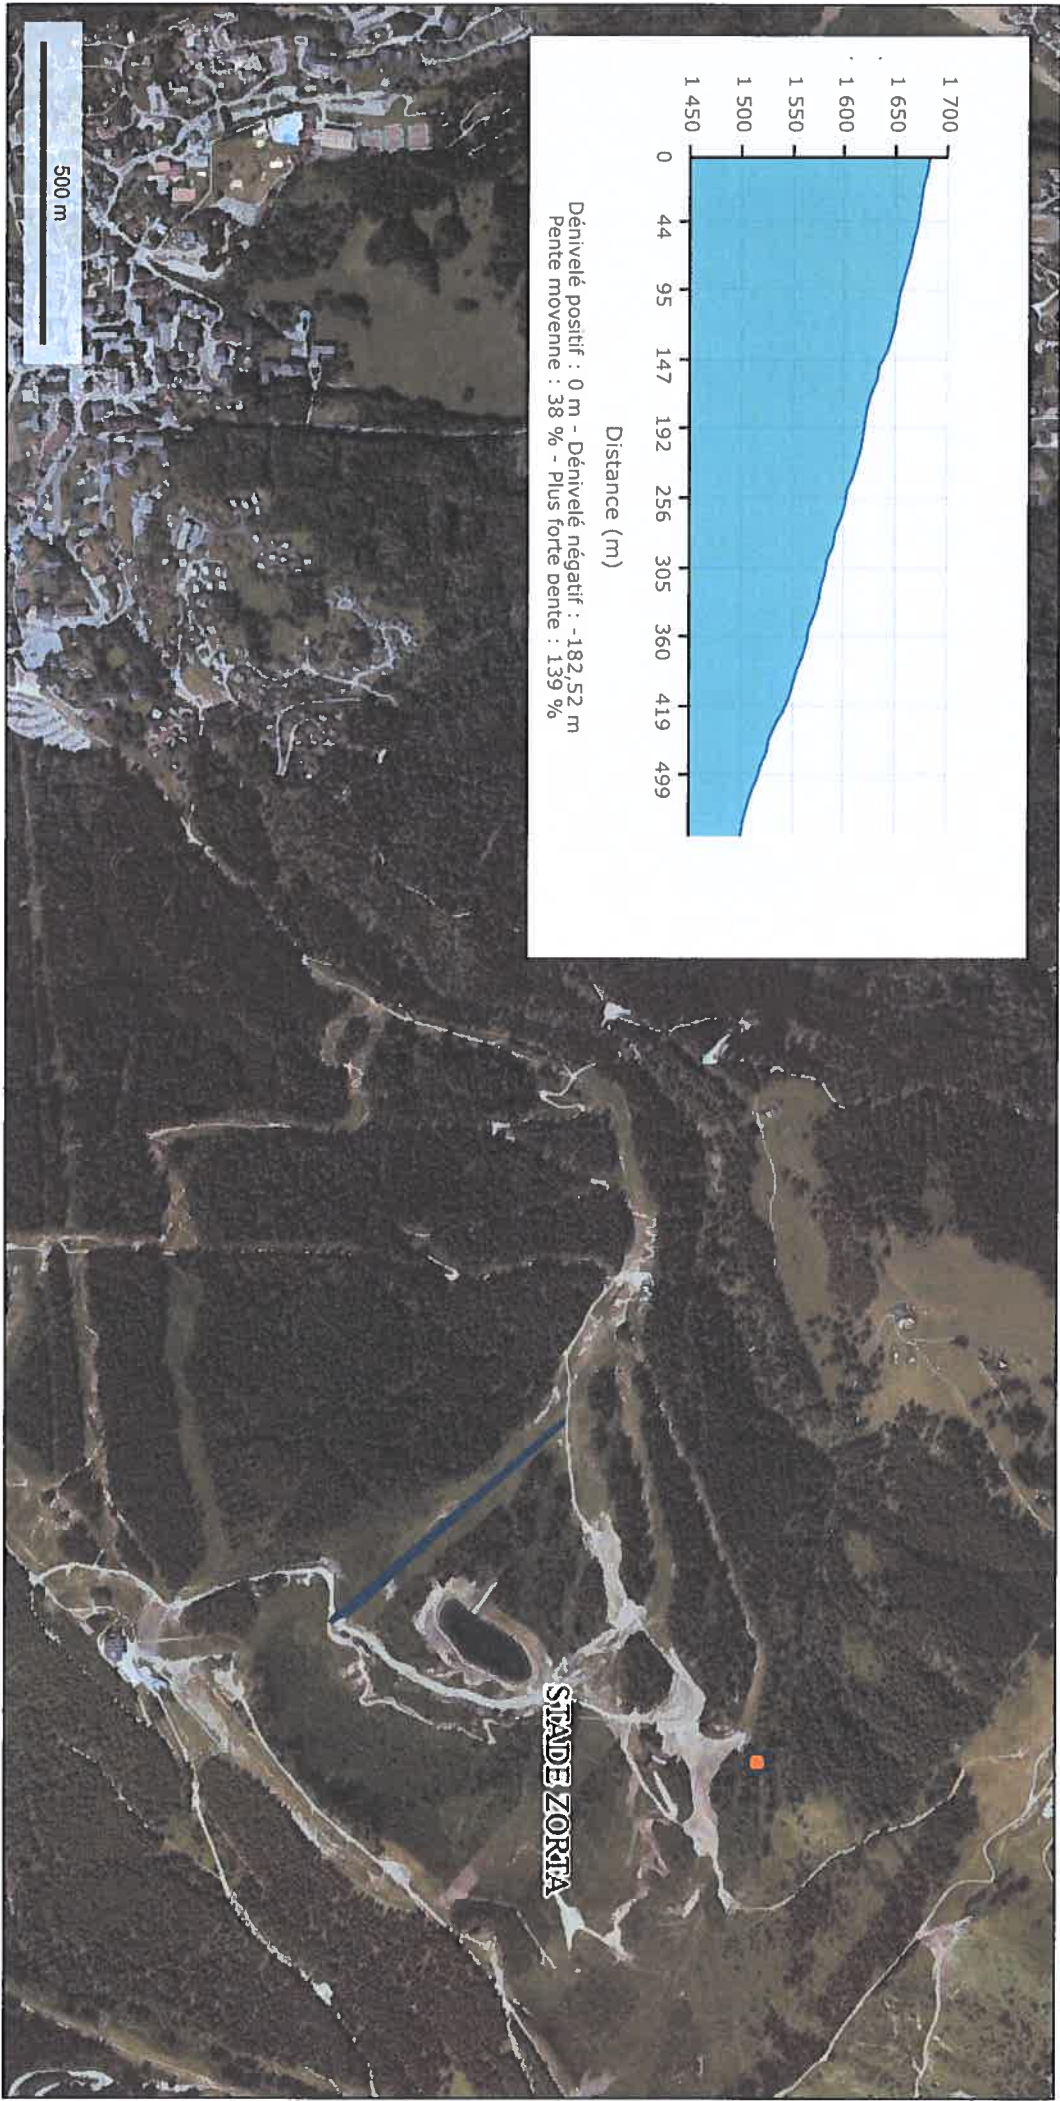 1 700
1 650
1 600
1 550
1 500
1 450
0 44 95 147 192 256 305 360 419 499
Distance (m)
Dénivelé positif : 0 m - Dénivelé négatif : -182,52 m
Pente moyenne : 38 % - Plus forte pente : 139 %
STADE ZORTA
500 m